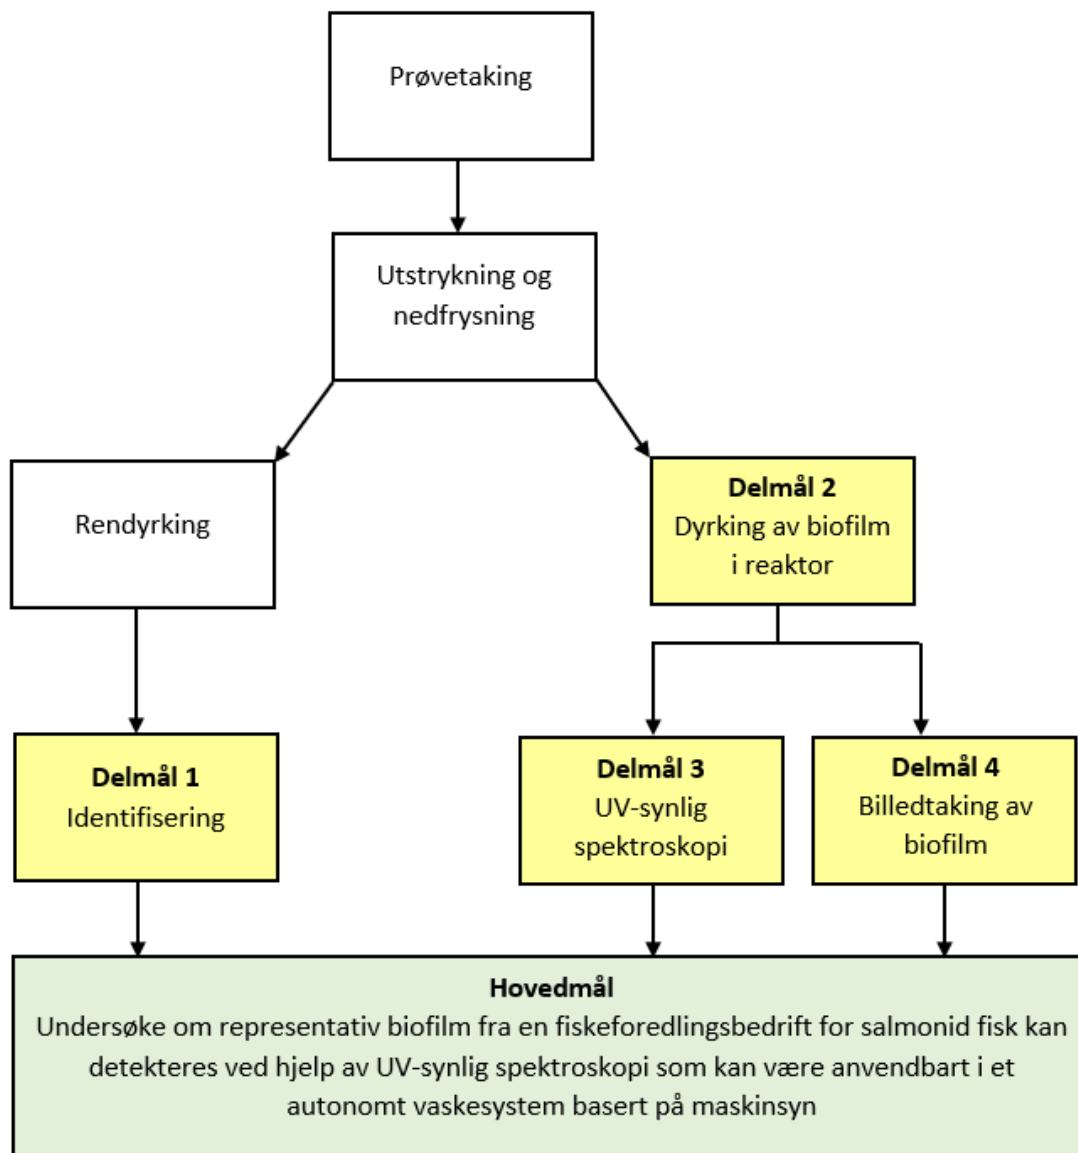 Prøvetaking
Utstrykning og
nedfrysning
Rendyrking
Delmål 2
Dyrking av biofilm
i reaktor
Delmål 1
Identifisering
Delmål 3
UV-synlig
spektroskopi
Delmål 4
Billedtaking av
biofilm
Hovedmål
Undersøke om representativ biofilm fra en fiskeforedlingsbedrift for salmonid fisk kan
detekteres ved hjelp av UV-synlig spektroskopi som kan være anvendbart i et
autonomt vaskesystem basert på maskinsyn